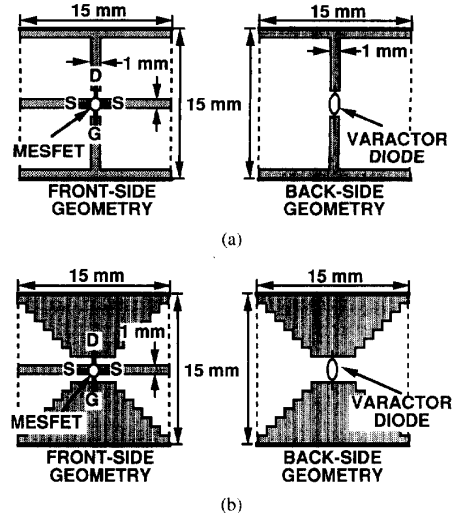 15 mm 15 mm
D 1 mm 1 mm
S S 15 mm
G
MESFET VARACTOR
DIODE
FRONT-SIDE BACK-SIDE
GEOMETRY GEOMETRY
(a)
15 mm 15 mm
D 1 mm
S S 15 mm
G
MESFET VARACTOR
DIODE
FRONT-SIDE BACK-SIDE
GEOMETRY GEOMETRY
(b)